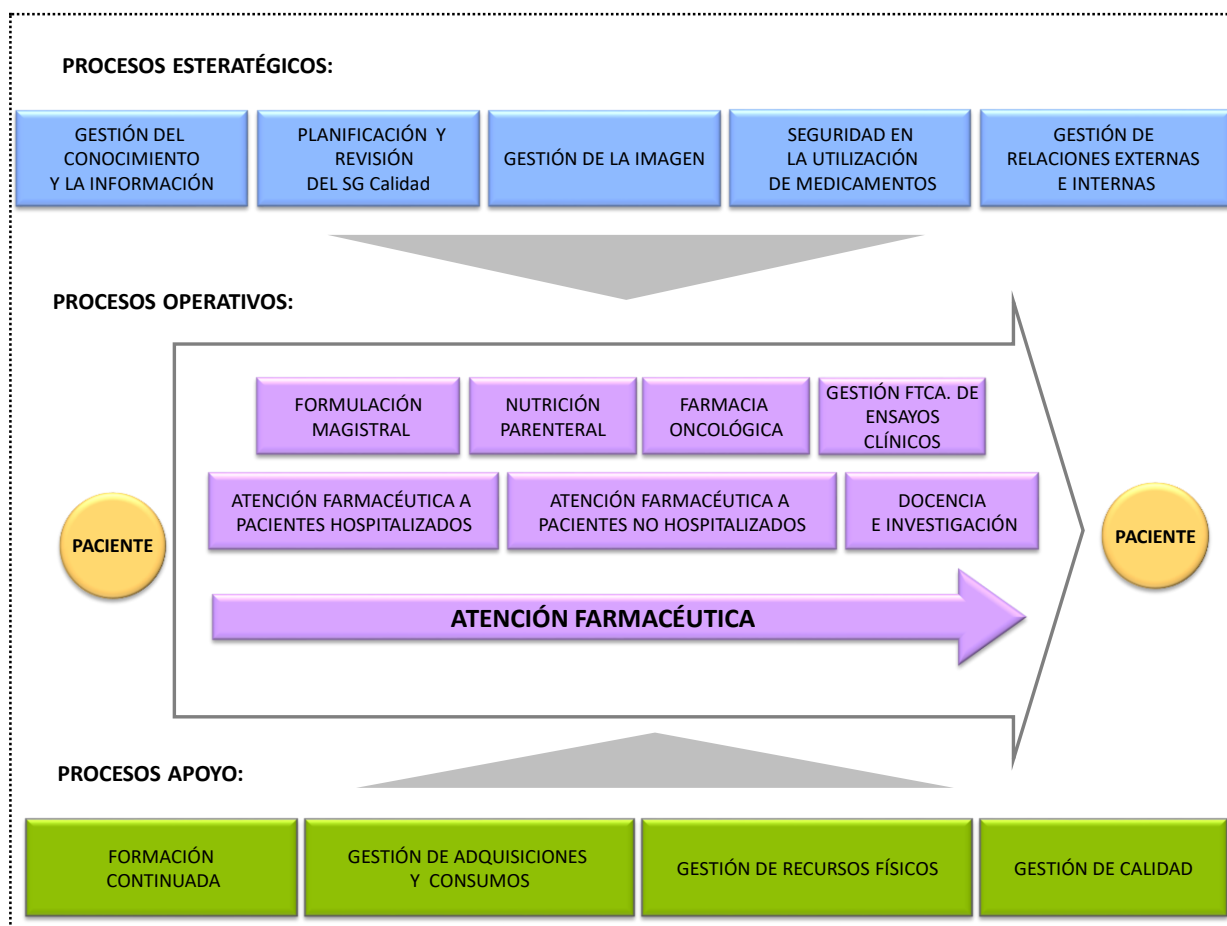 PROCESOS ESTERATÉGICOS:
GESTIÓN DEL
CONOCIMIENTO
Y LA INFORMACIÓN
PLANIFICACIÓN Y
REVISIÓN
DEL SG Calidad
GESTIÓN DE LA IMAGEN
SEGURIDAD EN
LA UTILIZACIÓN
DE MEDICAMENTOS
GESTIÓN DE
RELACIONES EXTERNAS
E INTERNAS
PROCESOS OPERATIVOS:
FORMULACIÓN
MAGISTRAL
NUTRICIÓN
PARENTERAL
FARMACIA
ONCOLÓGICA
GESTIÓN FTCA. DE
ENSAYOS
CLÍNICOS
ATENCIÓN FARMACÉUTICA A
PACIENTES HOSPITALIZADOS
ATENCIÓN FARMACÉUTICA A
PACIENTES NO HOSPITALIZADOS
DOCENCIA
E INVESTIGACIÓN
PACIENTE
PACIENTE
ATENCIÓN FARMACÉUTICA
PROCESOS APOYO:
FORMACIÓN
CONTINUADA
GESTIÓN DE ADQUISICIONES
Y CONSUMOS
GESTIÓN DE RECURSOS FÍSICOS
GESTIÓN DE CALIDAD